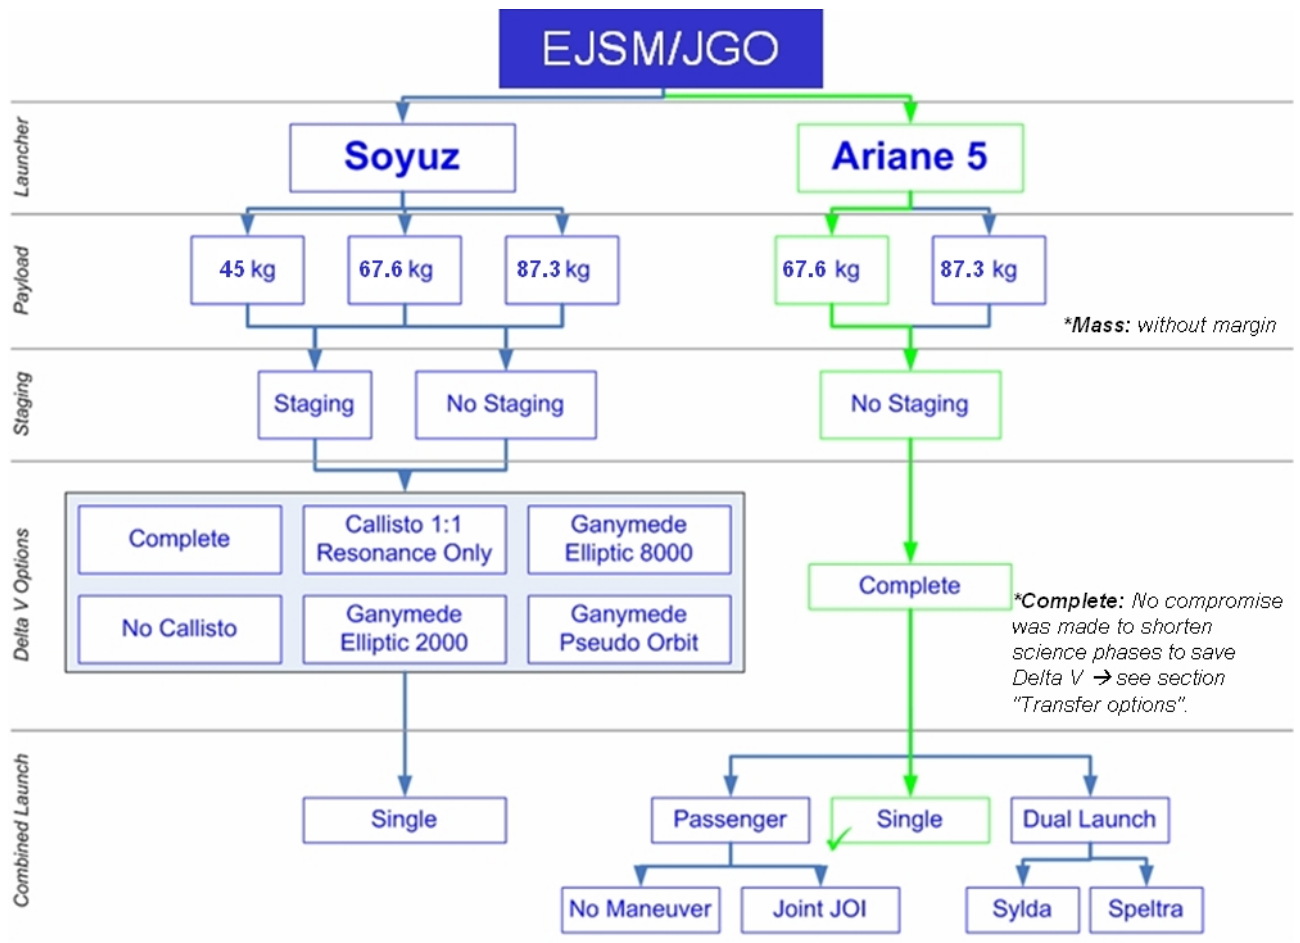 EJSM/JGO
Launcher
Soyuz
Ariane 5
Payload
45 kg
67.6 kg
87.3 kg
67.6 kg
87.3 kg
*Mass: without margin
Staging
Staging
No Staging
No Staging
Delta V Options
Complete
Callisto 1:1
Resonance Only
Ganymede
Elliptic 8000
No Callisto
Ganymede
Elliptic 2000
Ganymede
Pseudo Orbit
Complete
*Complete: No compromise
was made to shorten
science phases to save
Delta V → see section
"Transfer options".
Combined Launch
Single
Passenger
Single
Dual Launch
No Maneuver
Joint JOI
Sylda
Speltra